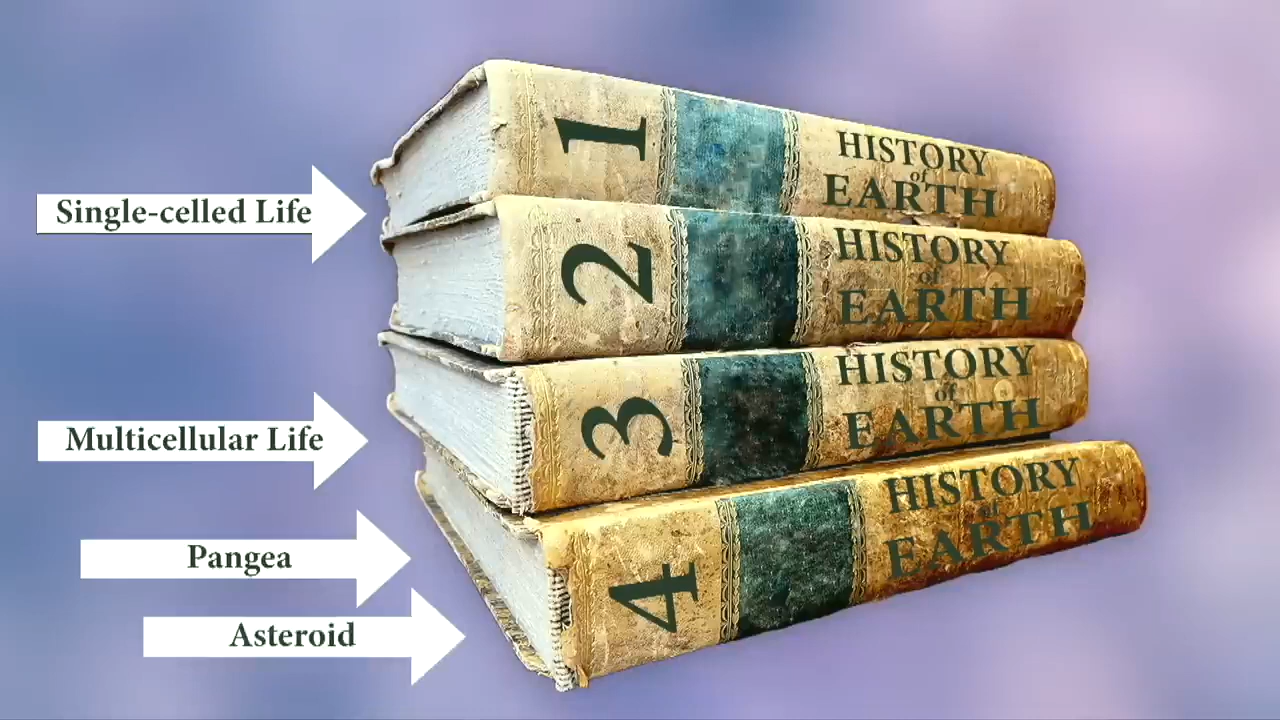 1
HISTORY
of
EARTH
Single-celled Life
2
HISTORY
of
EARTH
3
HISTORY
of
EARTH
Multicellular Life
4
HISTORY
of
EARTH
Pangea
Asteroid